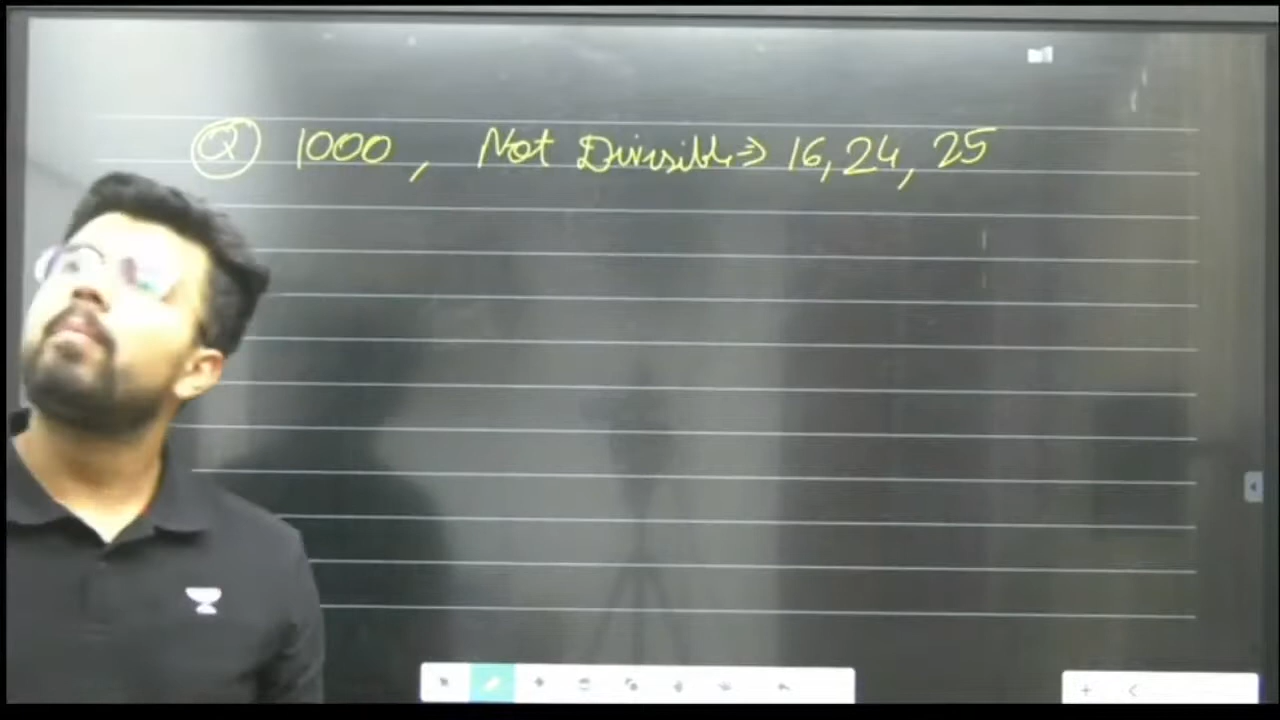 Q 1000, Not Divisible ⇒ 16, 24, 25